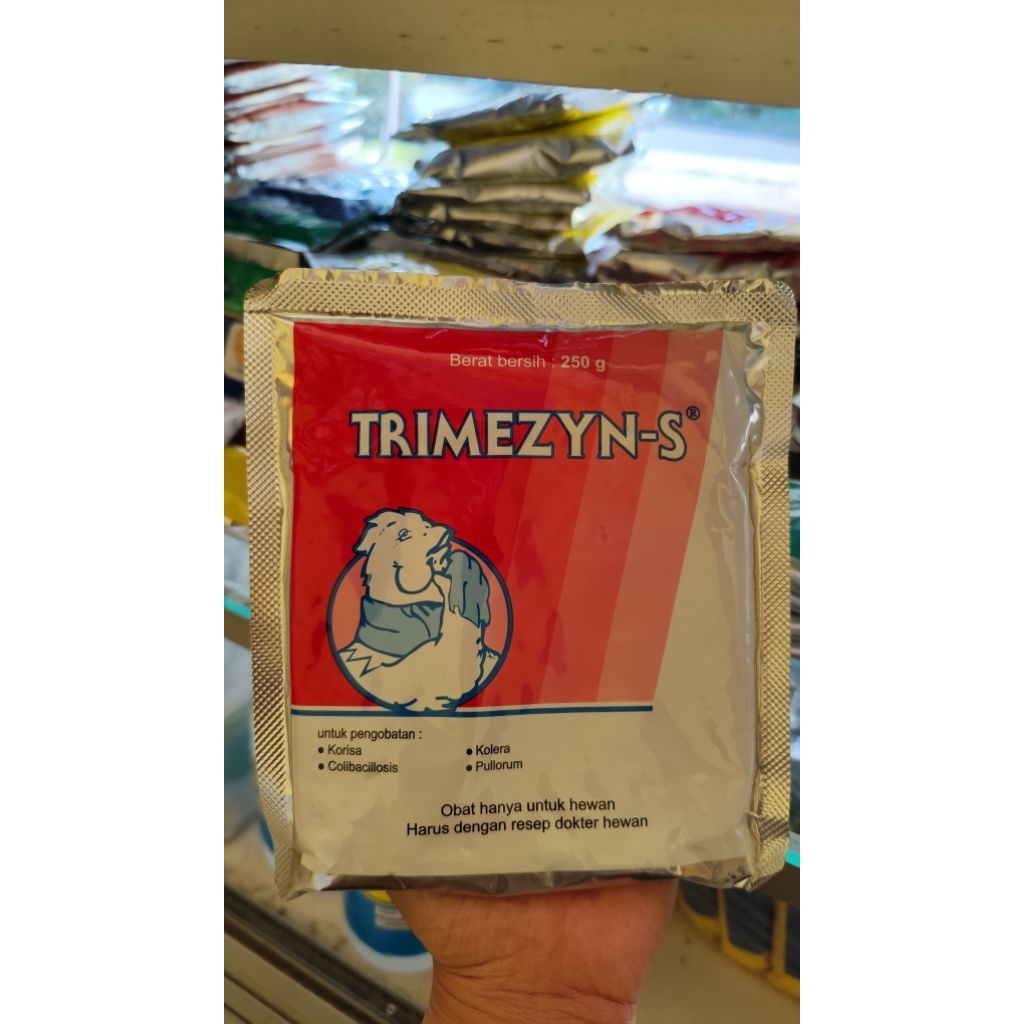 Berat bersih : 250 g
TRIMEZYN-S®
untuk pengobatan :
• Korisa
• Kolera
• Colibacillosis
• Pullorum
Obat hanya untuk hewan
Harus dengan resep dokter hewan